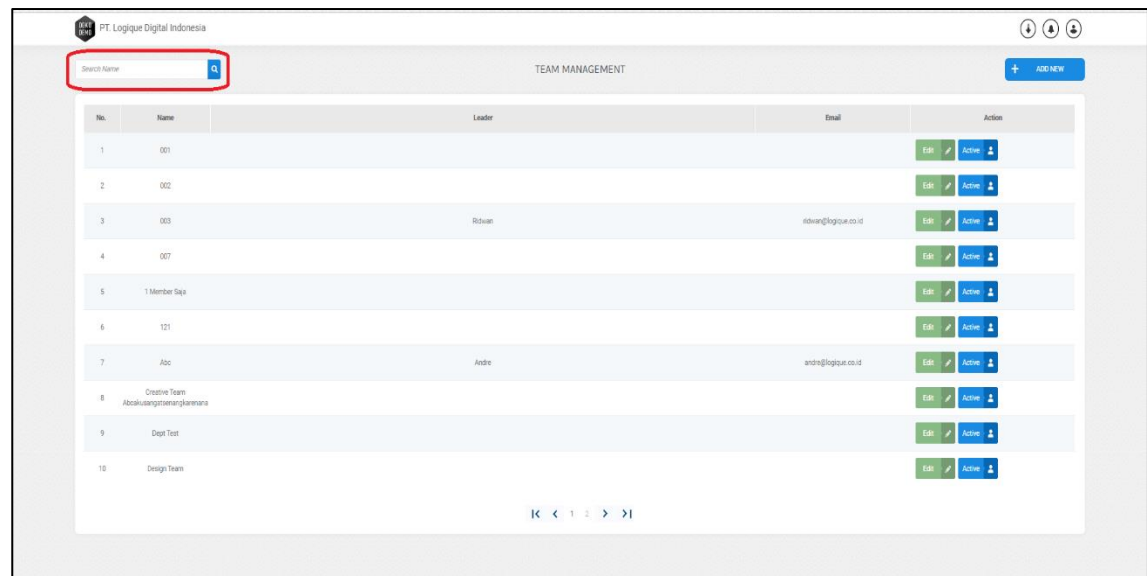 DEKO DEMO PT. Logique Digital Indonesia
Search Name TEAM MANAGEMENT + ADD NEW
No. Name Leader Email Action
1 001 Edit Active
2 002 Edit Active
3 003 Ridwan ridwan@logique.co.id Edit Active
4 007 Edit Active
5 1 Member Saja Edit Active
6 121 Edit Active
7 Abc Andre andre@logique.co.id Edit Active
8 Creative Team Edit Active
9 Dept Test Edit Active
10 Design Team Edit Active
1 2